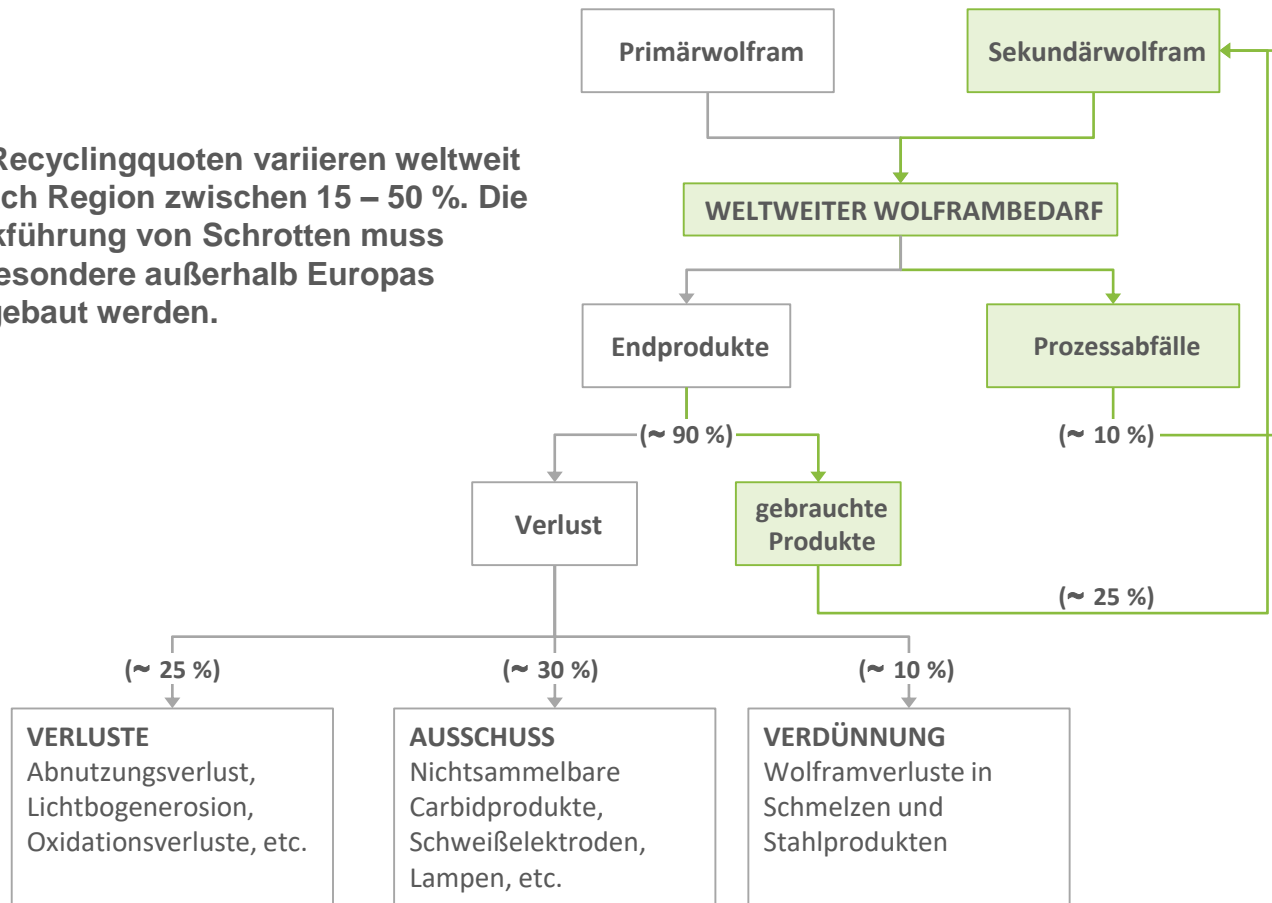 Primärwolfram
Sekundärwolfram
Recyclingquoten variieren weltweit
ch Region zwischen 15 – 50 %. Die
kführung von Schrotten muss
esondere außerhalb Europas
gebaut werden.
WELTWEITER WOLFRAMBEDARF
Endprodukte
Prozessabfälle
(~ 90 %)
(~ 10 %)
Verlust
gebrauchte
Produkte
(~ 25 %)
(~ 25 %)
(~ 30 %)
(~ 10 %)
VERLUSTE
Abnutzungsverlust,
Lichtbogenerosion,
Oxidationsverluste, etc.
AUSSCHUSS
Nichtsammelbare
Carbidprodukte,
Schweißelektroden,
Lampen, etc.
VERDÜNNUNG
Wolframverluste in
Schmelzen und
Stahlprodukten